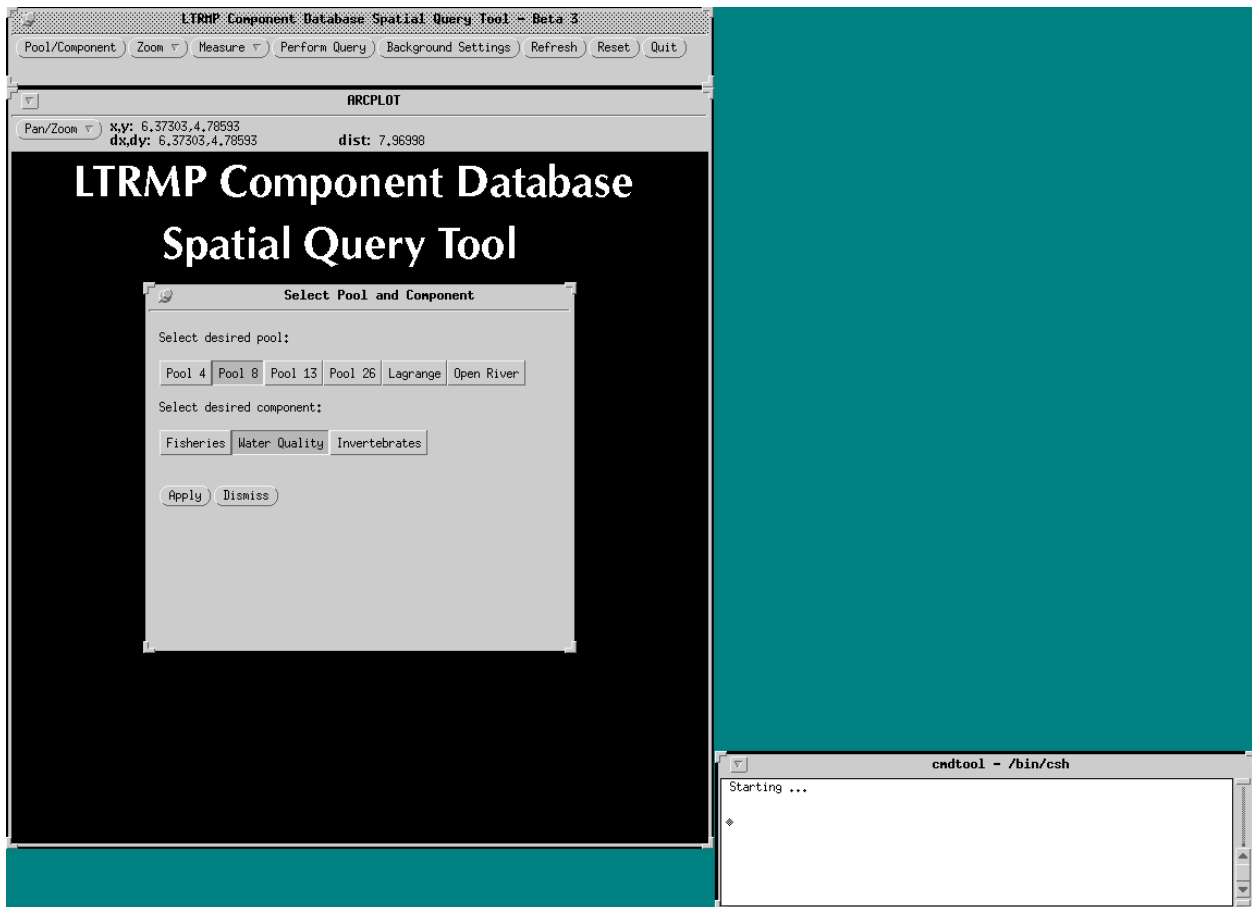 LTRMP Component Database Spatial Query Tool - Beta 3
Pool/Component Zoom Measure Perform Query Background Settings Refresh Reset Quit
ARCPLOT
Pan/Zoom x,y: 6.37303,4.78593
dx,dy: 6.37303,4.78593 dist: 7.96998
LTRMP Component Database
Spatial Query Tool
Select Pool and Component
Select desired pool:
Pool 4 Pool 8 Pool 13 Pool 26 Lagrange Open River
Select desired component:
Fisheries Water Quality Invertebrates
Apply Dismiss
cmdtool - /bin/csh
Starting ...